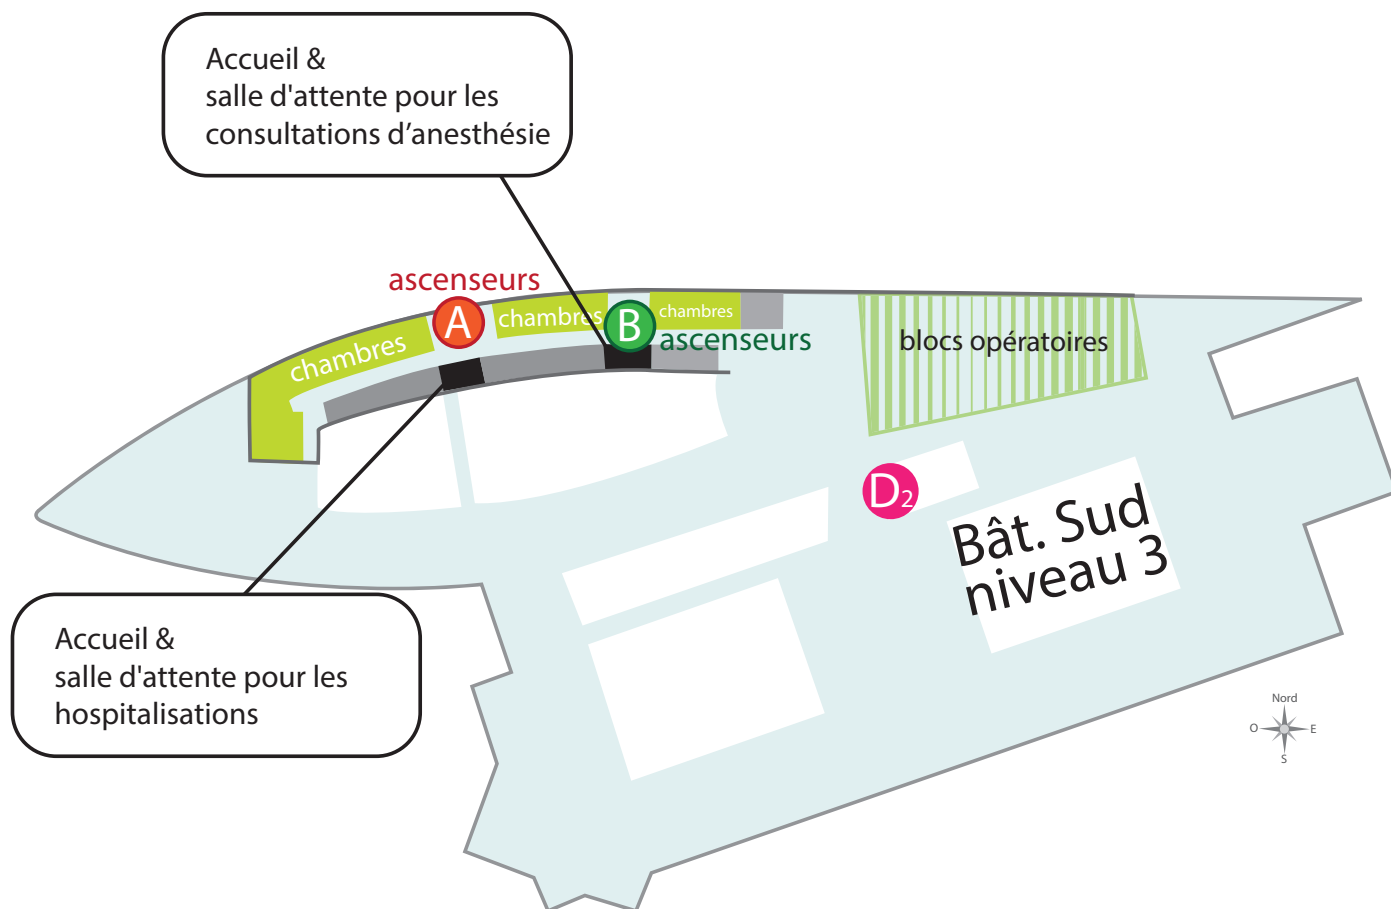 Accueil &
salle d'attente pour les
consultations d’anesthésie
ascenseurs
A
chambres
B
chambres
ascenseurs
chambres
blocs opératoires
D2
Bât. Sud
niveau 3
Accueil &
salle d'attente pour les
hospitalisations
Nord
O
E
S